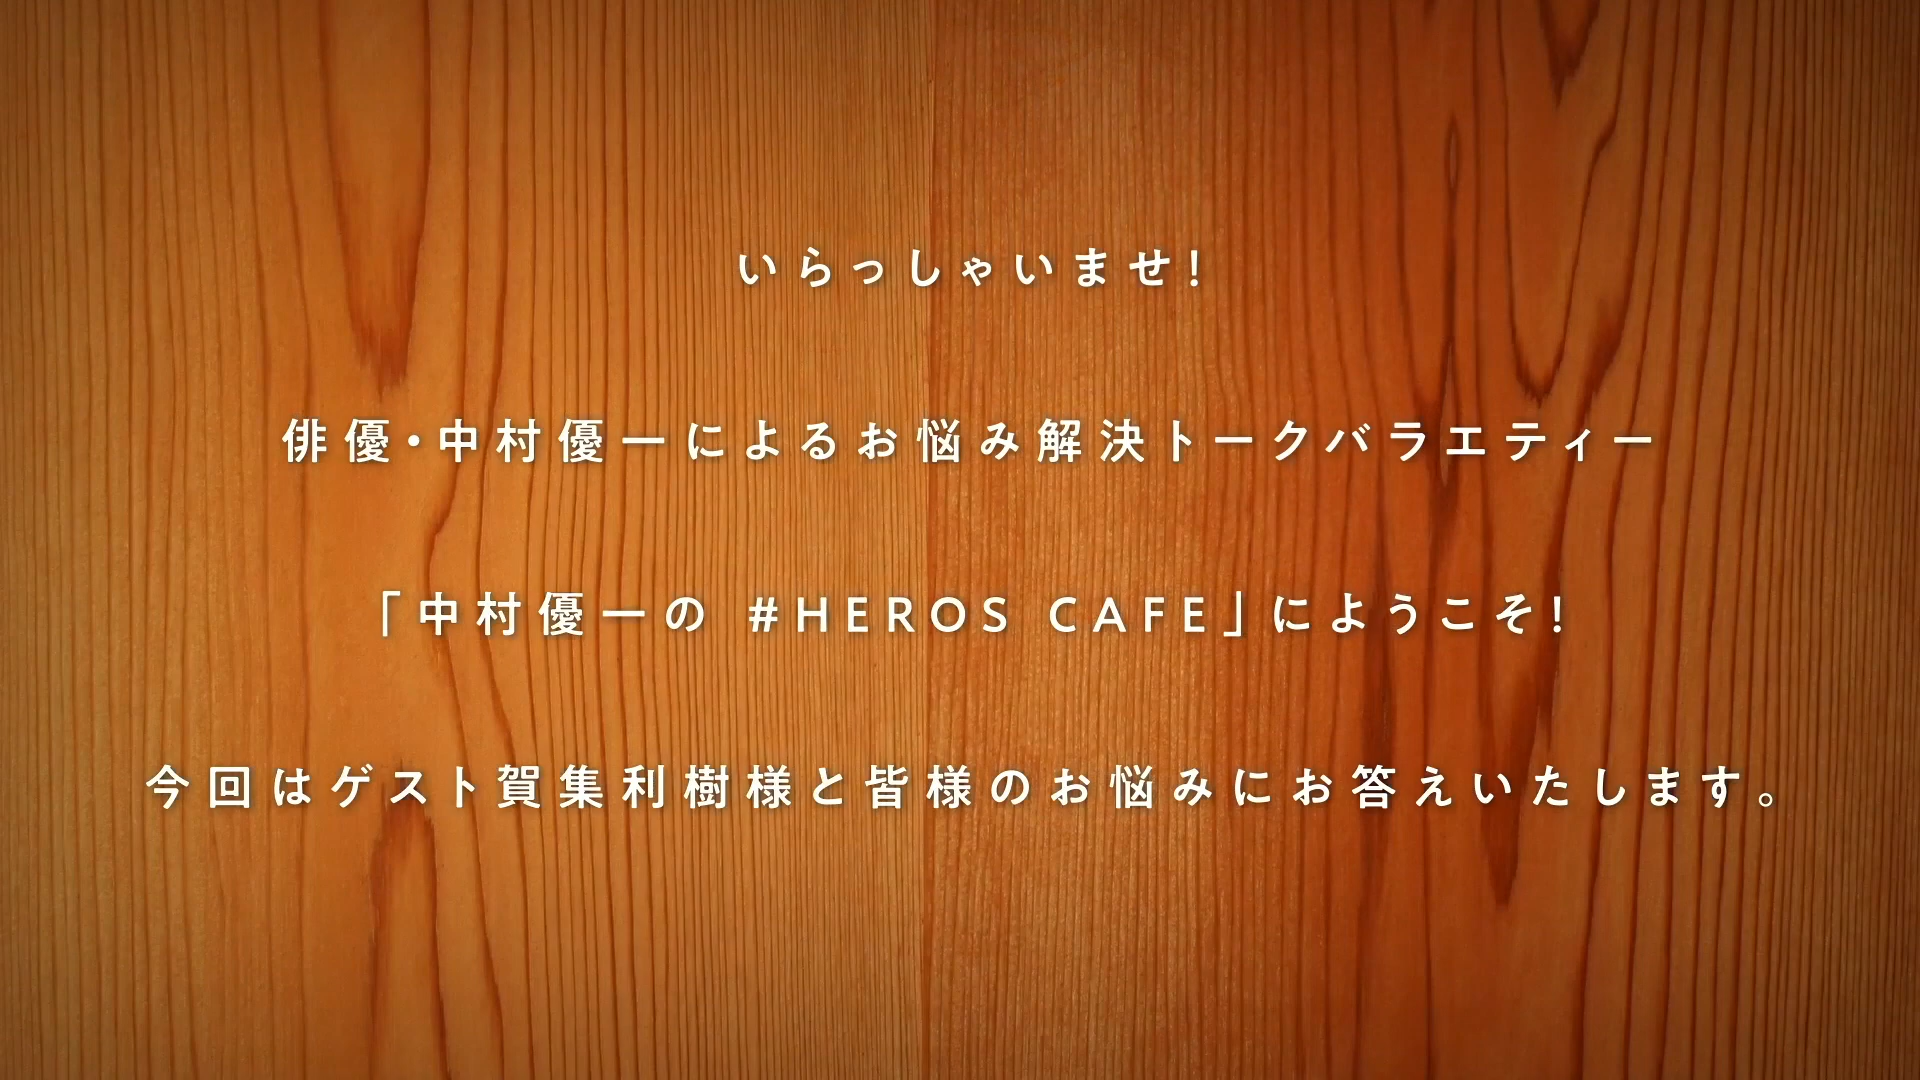 いらっしゃいませ!
俳優・中村優一によるお悩み解決トークバラエティー
「中村優一の #HEROS CAFE」にようこそ!
今回はゲスト賀集利樹様と皆様のお悩みにお答えいたします。